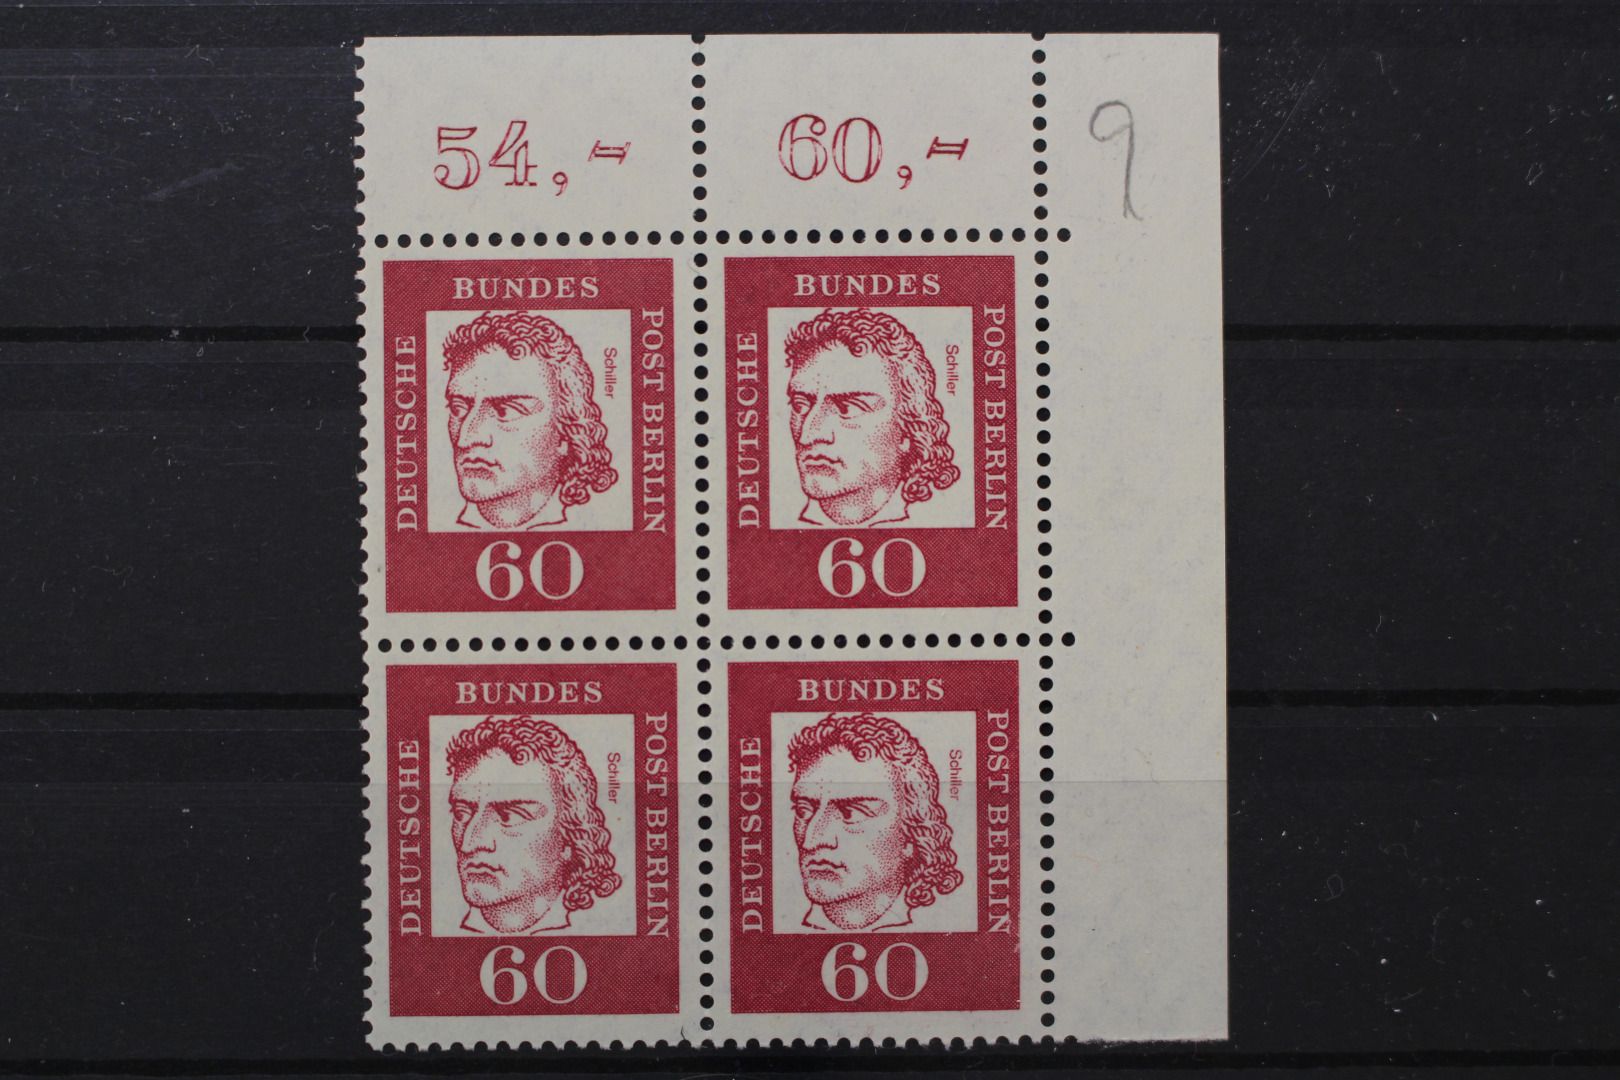 54,= 60,= 9
BUNDES
DEUTSCHE
POST BERLIN
Schiller
60
BUNDES
DEUTSCHE
POST BERLIN
Schiller
60
BUNDES
DEUTSCHE
POST BERLIN
Schiller
60
BUNDES
DEUTSCHE
POST BERLIN
Schiller
60